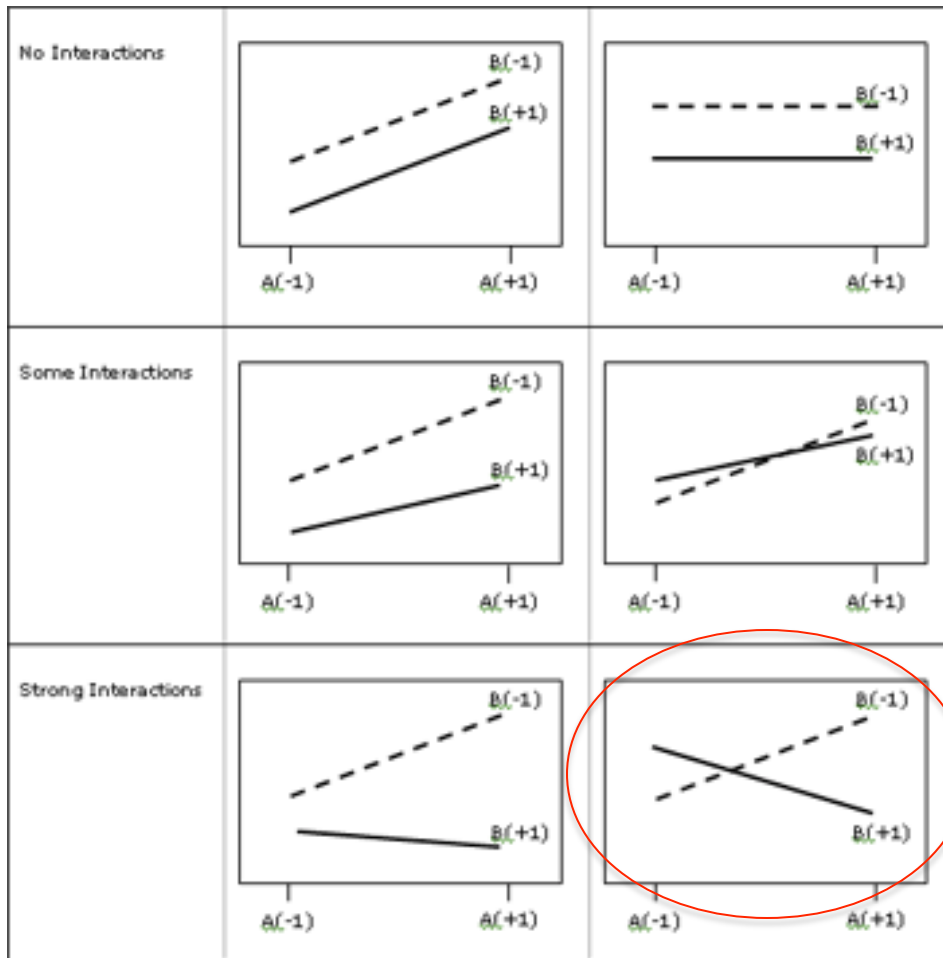 No Interactions
B(-1)
B(+1)
A(-1) A(+1)
B(-1)
B(+1)
A(-1) A(+1)
Some Interactions
B(-1)
B(+1)
A(-1) A(+1)
B(-1)
B(+1)
A(-1) A(+1)
Strong Interactions
B(-1)
B(+1)
A(-1) A(+1)
B(-1)
B(+1)
A(-1) A(+1)